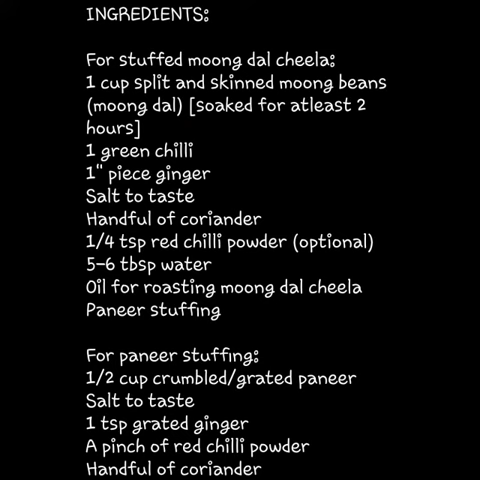 INGREDIENTS:
For stuffed moong dal cheela:
1 cup split and skinned moong beans
(moong dal) [soaked for atleast 2
hours]
1 green chilli
1" piece ginger
Salt to taste
Handful of coriander
1/4 tsp red chilli powder (optional)
5-6 tbsp water
Oil for roasting moong dal cheela
Paneer stuffing
For paneer stuffing:
1/2 cup crumbled/grated paneer
Salt to taste
1 tsp grated ginger
A pinch of red chilli powder
Handful of coriander